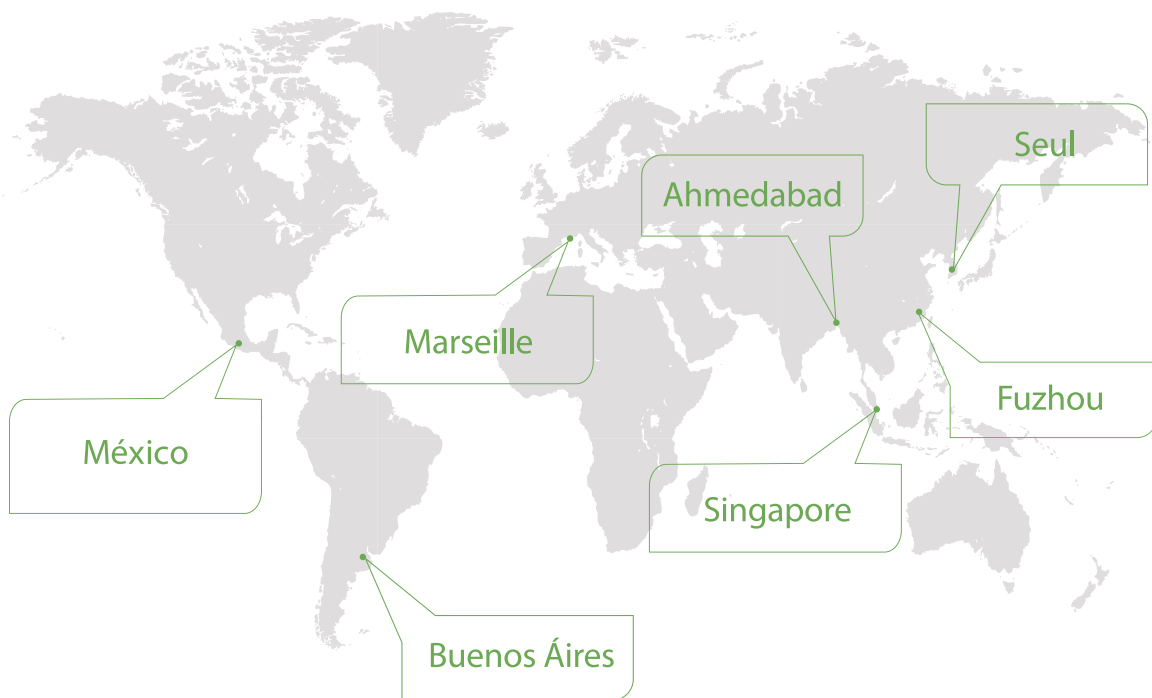 Seul
Ahmedabad
Marseille
Fuzhou
México
Singapore
Buenos Áires